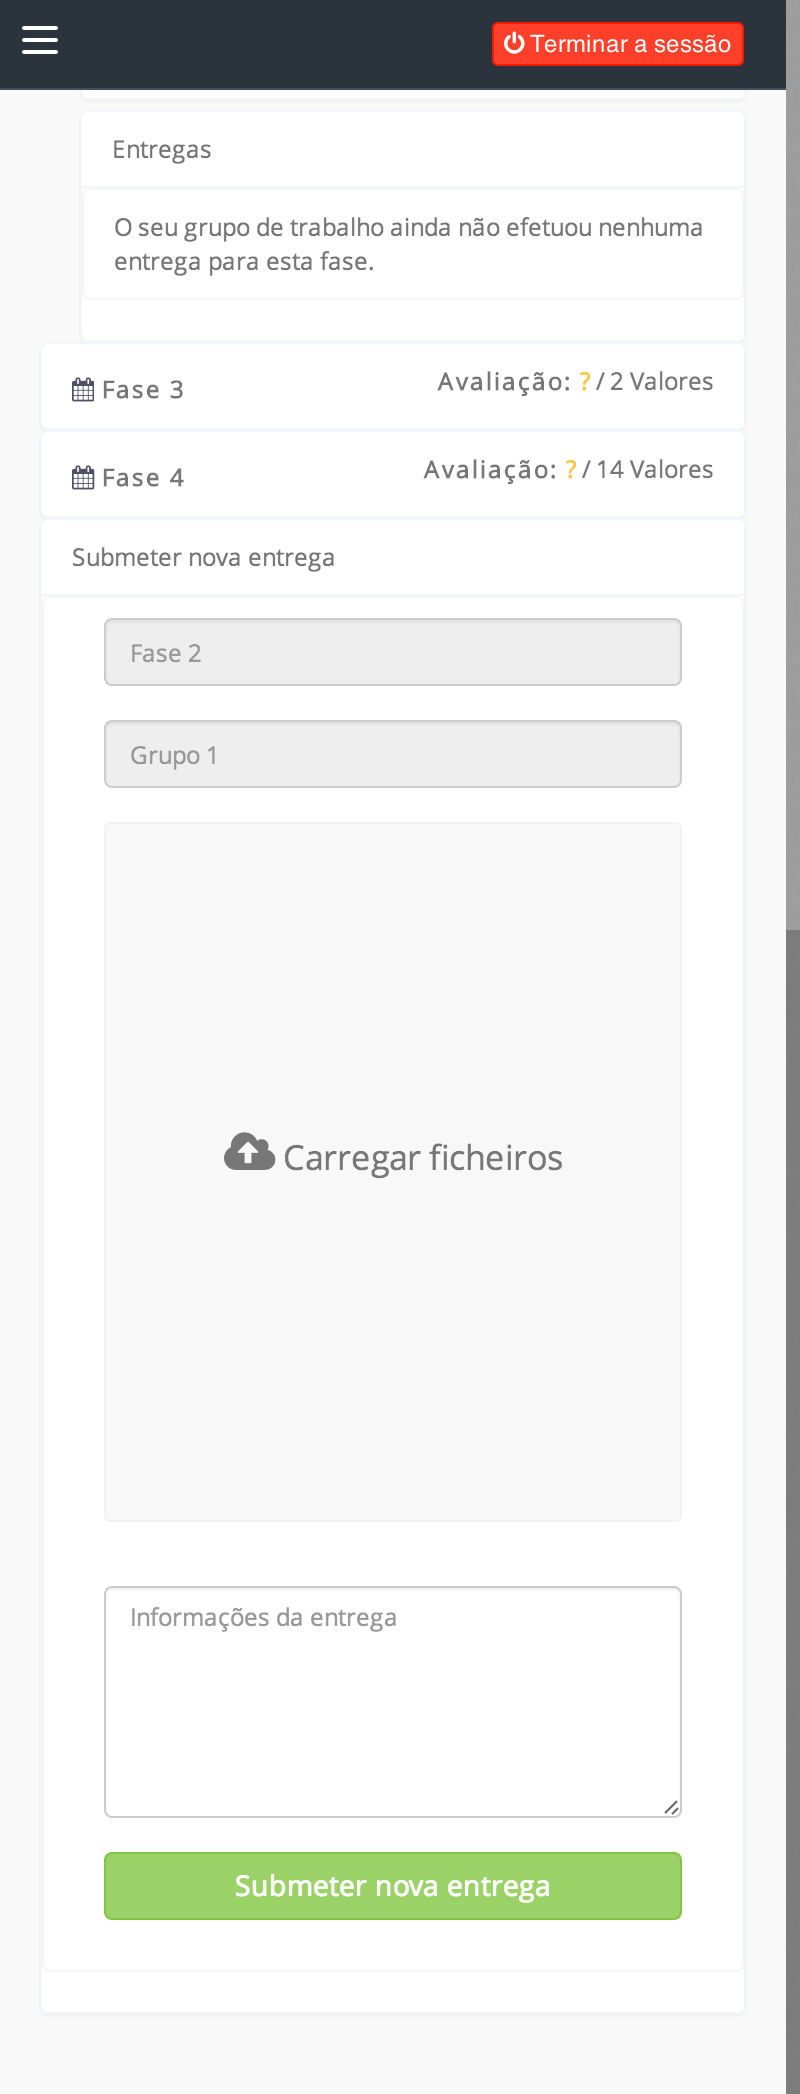 Terminar a sessão
Entregas
O seu grupo de trabalho ainda não efetuou nenhuma
entrega para esta fase.
Fase 3
Avaliação: ? / 2 Valores
Fase 4
Avaliação: ? / 14 Valores
Submeter nova entrega
Fase 2
Grupo 1
Carregar ficheiros
Informações da entrega
Submeter nova entrega